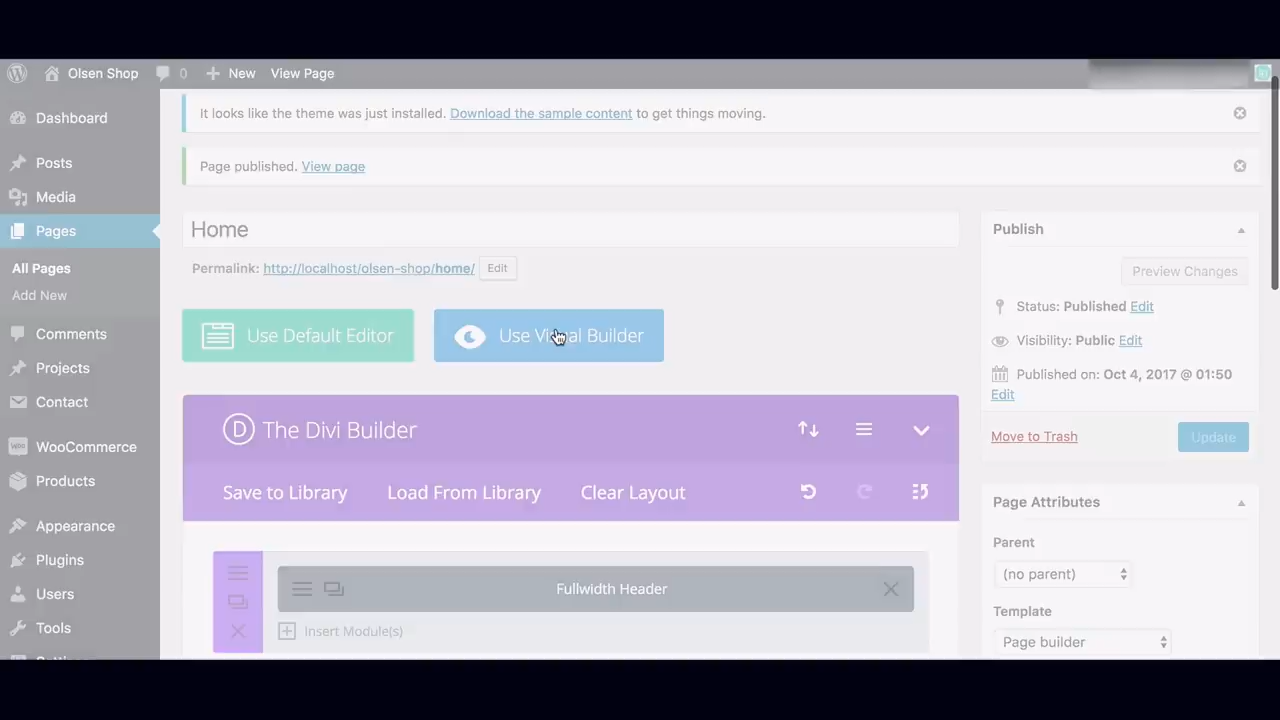 Olsen Shop 0 New View Page
Dashboard
Posts
Media
Pages
All Pages
Add New
Comments
Projects
Contact
WooCommerce
Products
Appearance
Plugins
Users
Tools
It looks like the theme was just installed. Download the sample content to get things moving.
Page published. View page
Home
Permalink: http://localhost/olsen-shop/home/ Edit
Use Default Editor Use Visual Builder
D The Divi Builder
Save to Library Load From Library Clear Layout
Fullwidth Header
Insert Module(s)
Publish
Preview Changes
Status: Published Edit
Visibility: Public Edit
Published on: Oct 4, 2017 @ 01:50
Edit
Move to Trash Update
Page Attributes
Parent
(no parent)
Template
Page builder